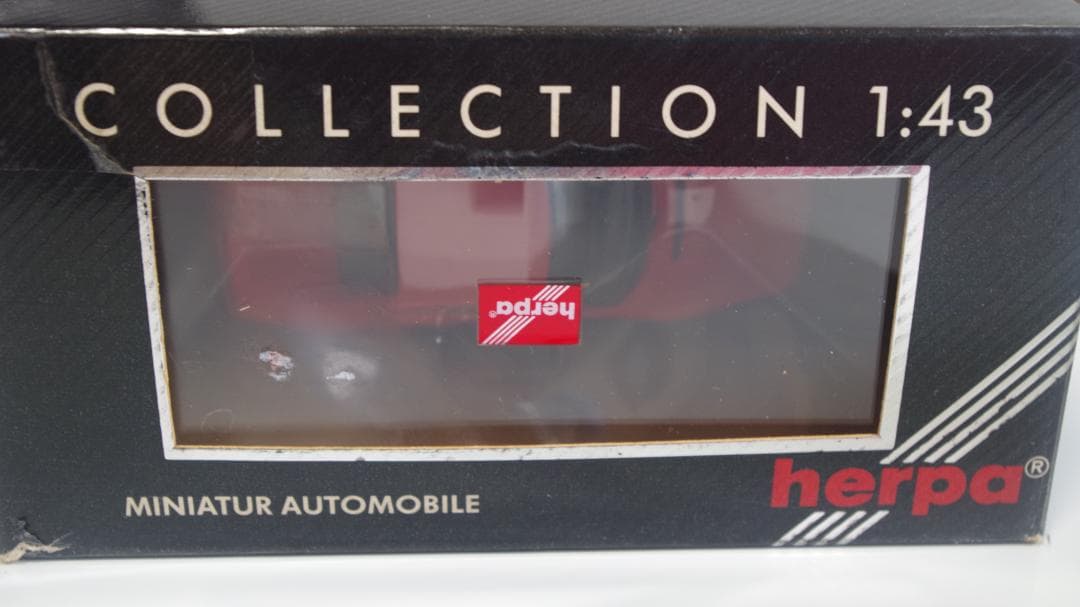 COLLECTION 1:43
herpa®
MINIATUR AUTOMOBILE
herpa®